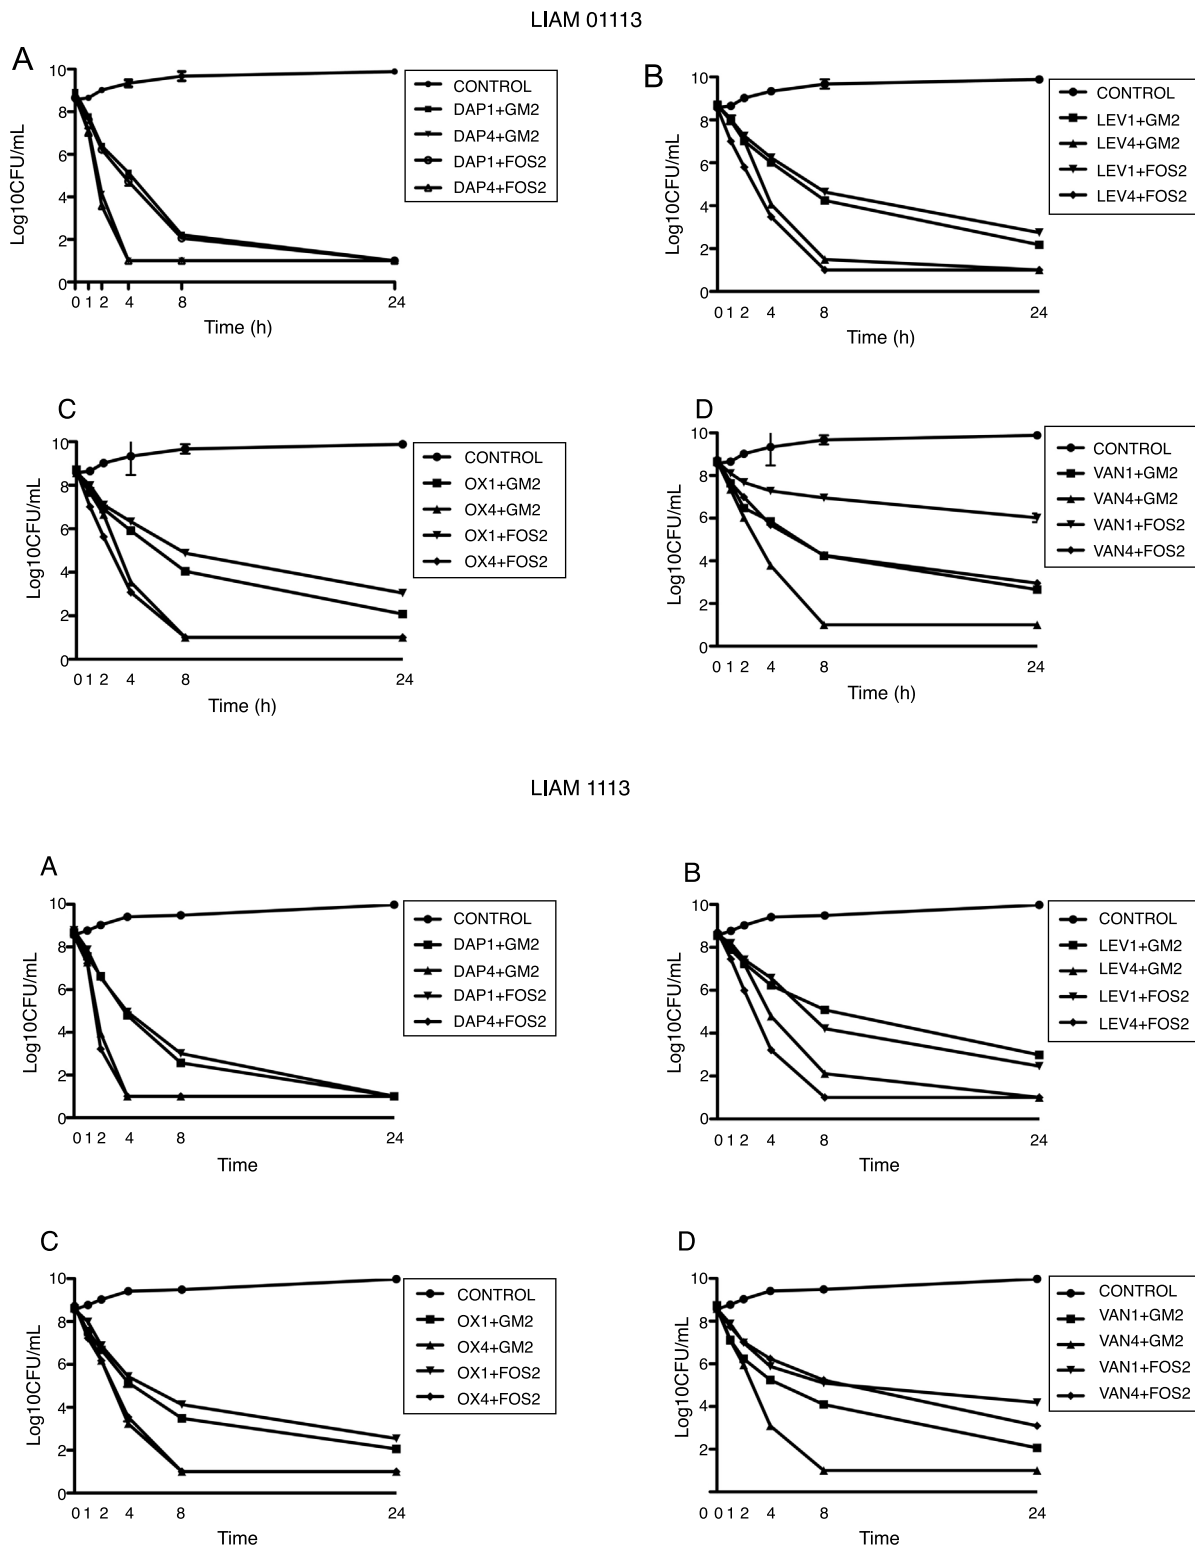 LIAM 01113
A
10
8
6
4
2
0
Log10CFU/mL
0 1 2 4 8 24
Time (h)
CONTROL
DAP1+GM2
DAP4+GM2
DAP1+FOS2
DAP4+FOS2
B
10
8
6
4
2
0
Log10CFU/mL
0 1 2 4 8 24
Time (h)
CONTROL
LEV1+GM2
LEV4+GM2
LEV1+FOS2
LEV4+FOS2
C
10
8
6
4
2
0
Log10CFU/mL
0 1 2 4 8 24
Time (h)
CONTROL
OX1+GM2
OX4+GM2
OX1+FOS2
OX4+FOS2
D
10
8
6
4
2
0
Log10CFU/mL
0 1 2 4 8 24
Time (h)
CONTROL
VAN1+GM2
VAN4+GM2
VAN1+FOS2
VAN4+FOS2
LIAM 1113
A
10
8
6
4
2
0
Log10CFU/mL
0 1 2 4 8 24
Time
CONTROL
DAP1+GM2
DAP4+GM2
DAP1+FOS2
DAP4+FOS2
B
10
8
6
4
2
0
Log10CFU/mL
0 1 2 4 8 24
Time
CONTROL
LEV1+GM2
LEV4+GM2
LEV1+FOS2
LEV4+FOS2
C
10
8
6
4
2
0
Log10CFU/mL
0 1 2 4 8 24
Time
CONTROL
OX1+GM2
OX4+GM2
OX1+FOS2
OX4+FOS2
D
10
8
6
4
2
Log10CFU/mL
0 0 1 2 4 8 24
Time
CONTROL
VAN1+GM2
VAN4+GM2
VAN1+FOS2
VAN4+FOS2